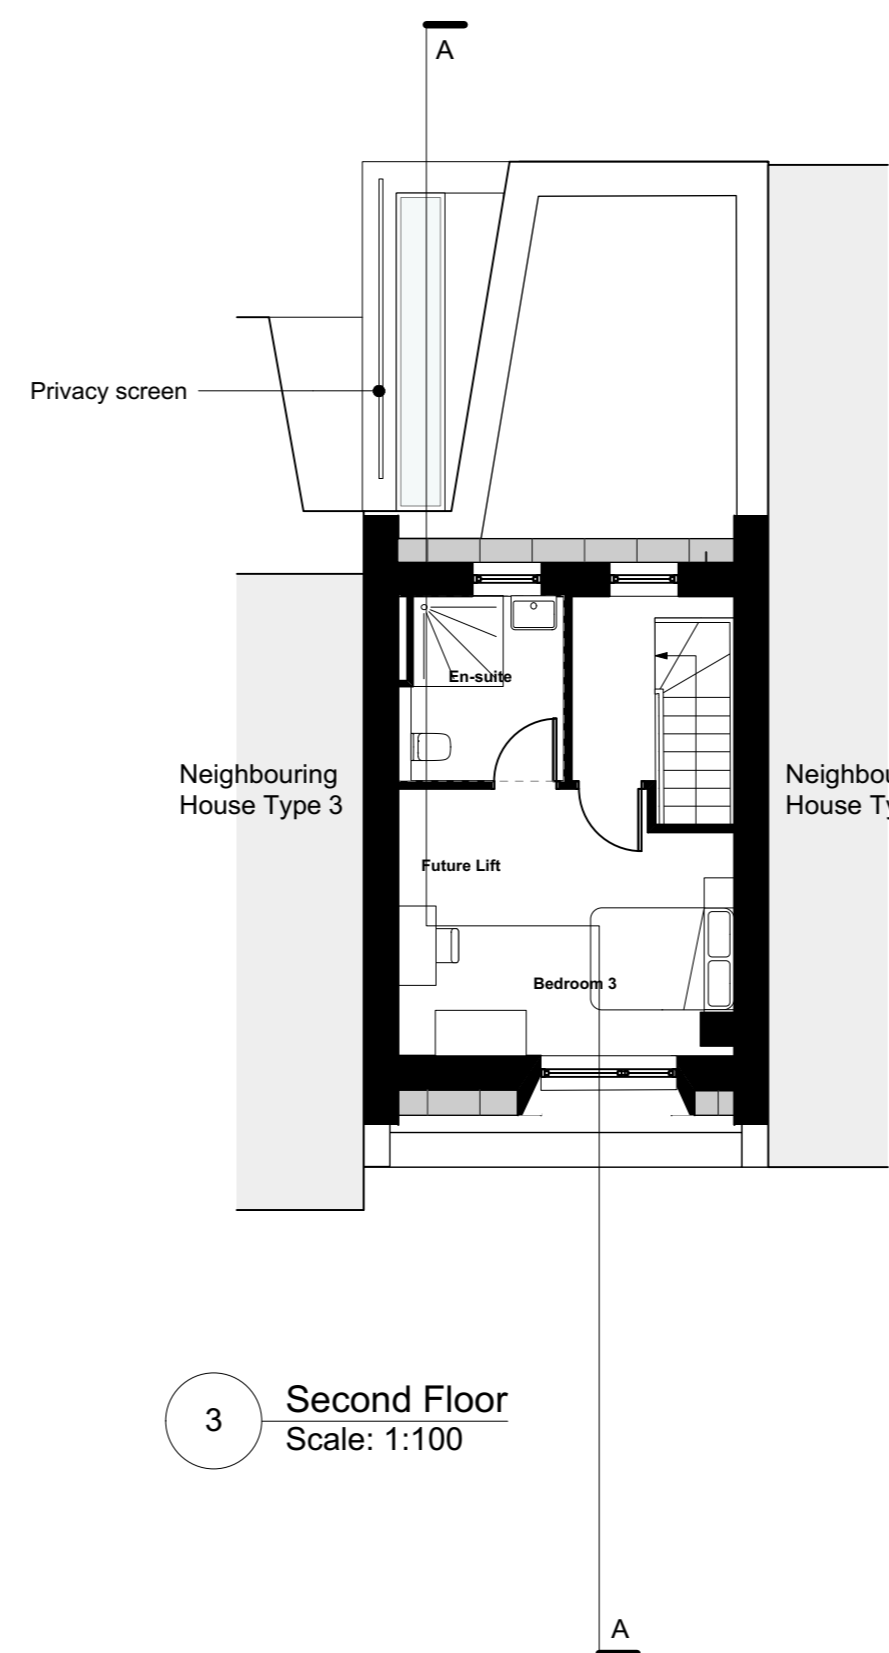 A
Privacy screen
En-suite
Neighbouring
House Type 3
Neighbou
House Ty
Future Lift
Bedroom 3
3
Second Floor
Scale: 1:100
A